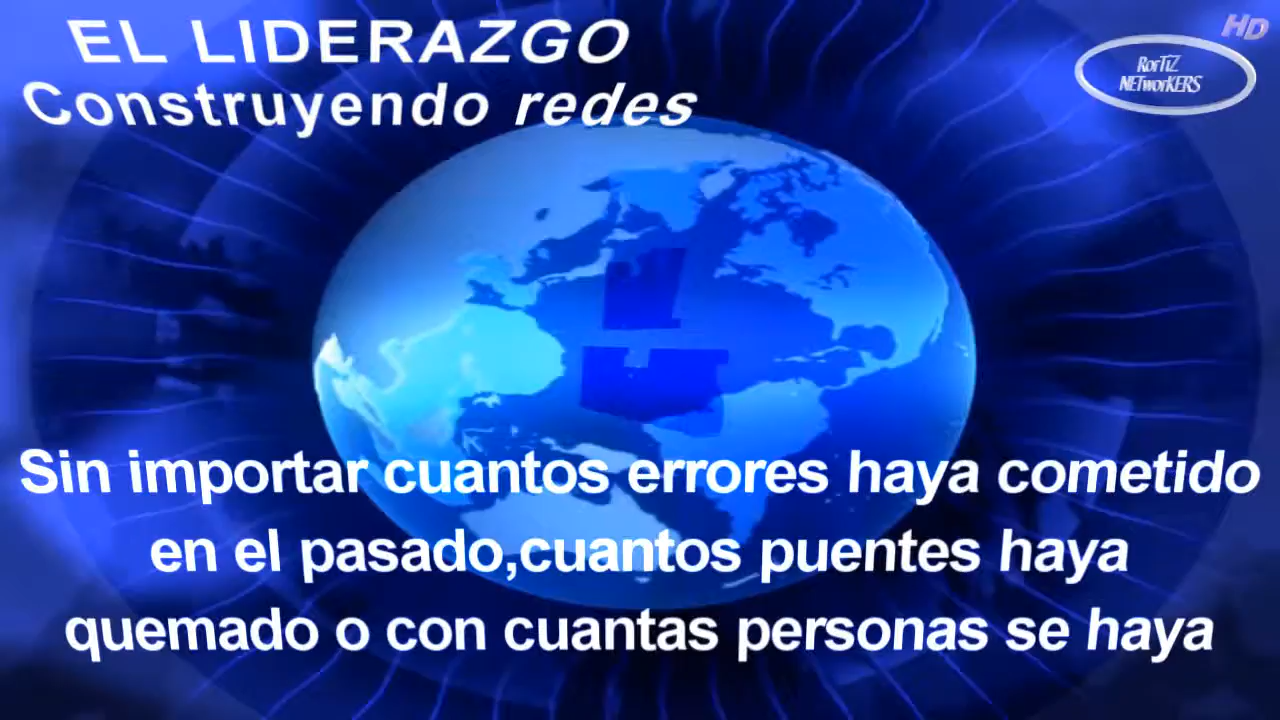 EL LIDERAZGO
Construyendo redes
HD
RorTiZ
NETworKERS
Sin importar cuantos errores haya cometido
en el pasado,cuantos puentes haya
quemado o con cuantas personas se haya